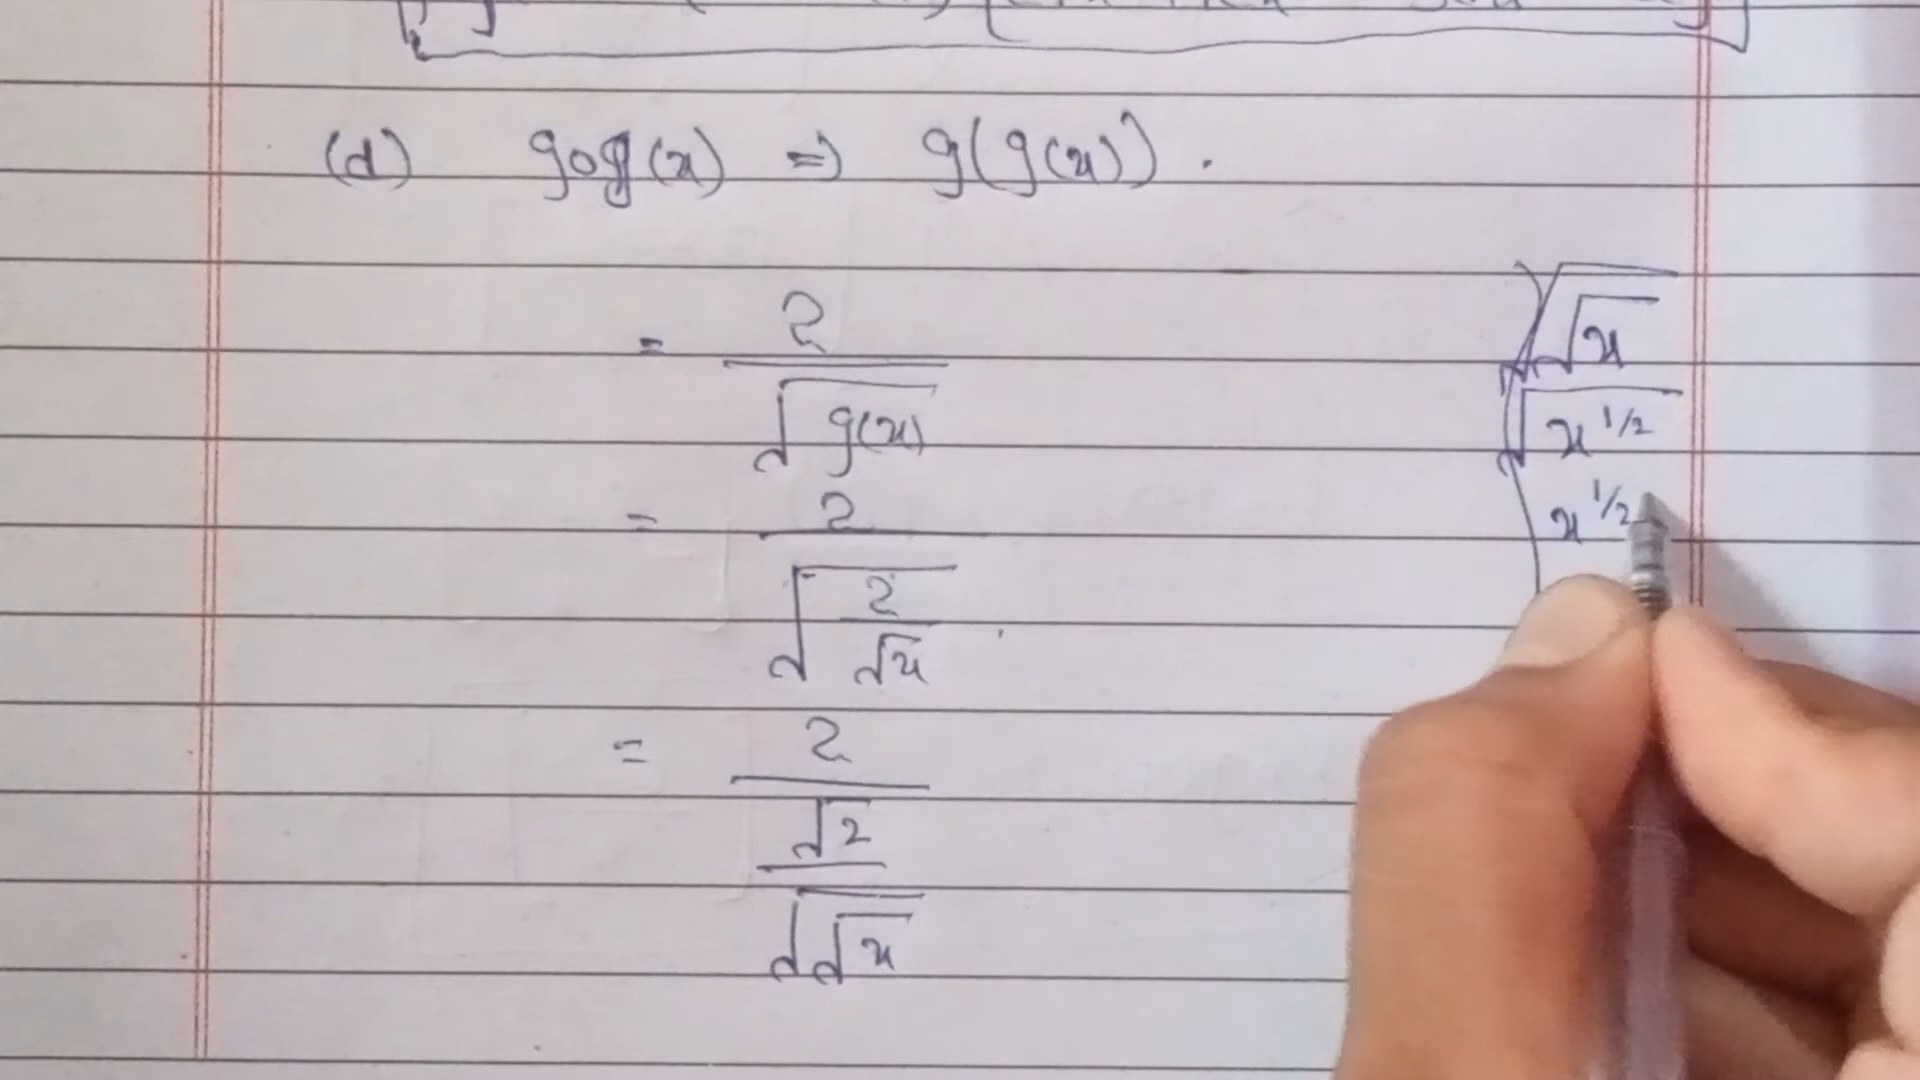 (d) gog(x) => g(g(x)).
= 2 / √g(x)
= 2 / √(2/√x)
= 2 / (√2 / √√x)
√√x
√x^1/2
x^1/2